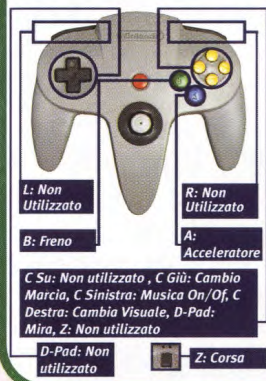 L: Non
Utilizzato
R: Non
Utilizzato
B: Freno
A:
Acceleratore
C Su: Non utilizzato , C Giù: Cambio
Marcia, C Sinistra: Musica On/Of, C
Destra: Cambia Visuale, D-Pad:
Mira, Z: Non utilizzato
D-Pad: Non
utilizzato
Z: Corsa